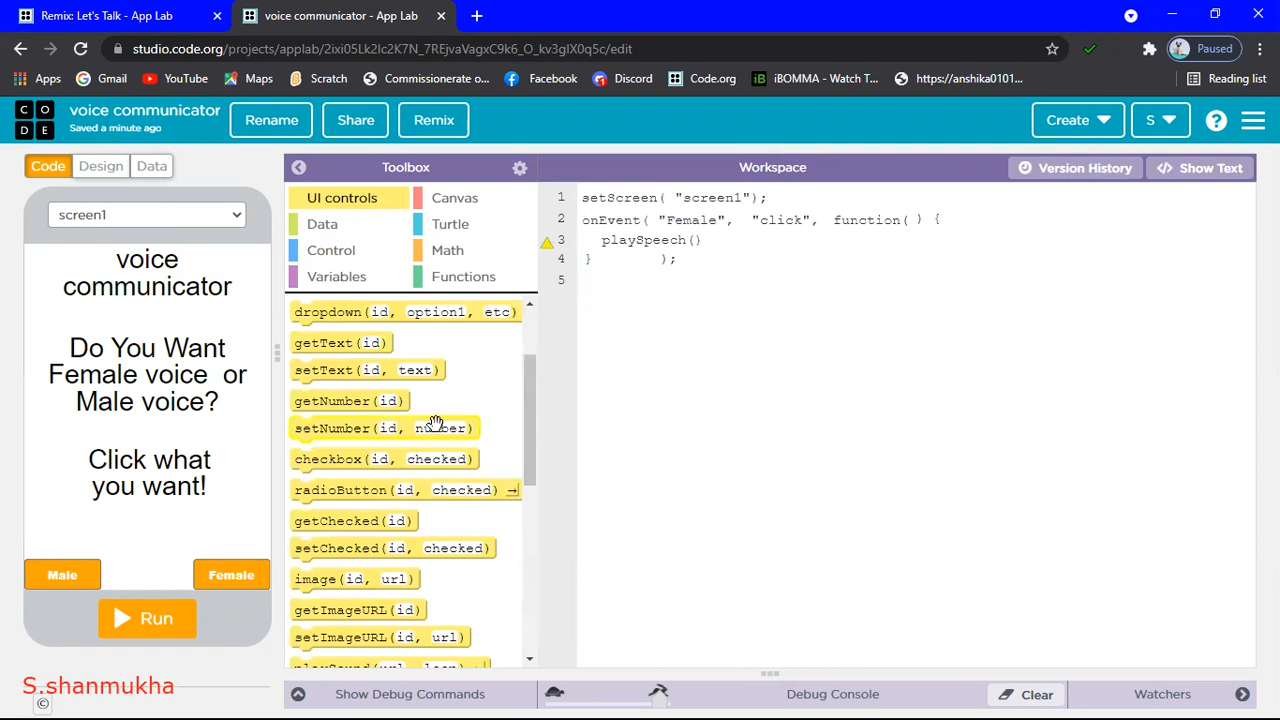 Remix: Let's Talk - App Lab
voice communicator - App Lab
studio.code.org/projects/applab/2ixi05Lk2Ic2K7N_7REjvaVagxC9k6_O_kv3gIX0q5c/edit
Paused
Apps
Gmail
YouTube
Maps
Scratch
Commissionerate o...
Facebook
Discord
Code.org
iBOMMA - Watch T...
https://anshika0101...
Reading list
CODE
voice communicator
Saved a minute ago
Rename
Share
Remix
Create
S
?
Code
Design
Data
Toolbox
Workspace
Version History
Show Text
screen1
voice
communicator
Do You Want
Female voice or
Male voice?
Click what
you want!
Male
Female
Run
UI controls
Canvas
Data
Turtle
Control
Math
Variables
Functions
dropdown(id, option1, etc)
getText(id)
setText(id, text)
getNumber(id)
setNumber(id, number)
checkbox(id, checked)
radioButton(id, checked)
getChecked(id)
setChecked(id, checked)
image(id, url)
getImageURL(id)
setImageURL(id, url)
1 setScreen( "screen1");
2 onEvent( "Female", "click", function( ) {
3 playSpeech()
4 } );
5
S.shanmukha
©
Show Debug Commands
Debug Console
Clear
Watchers